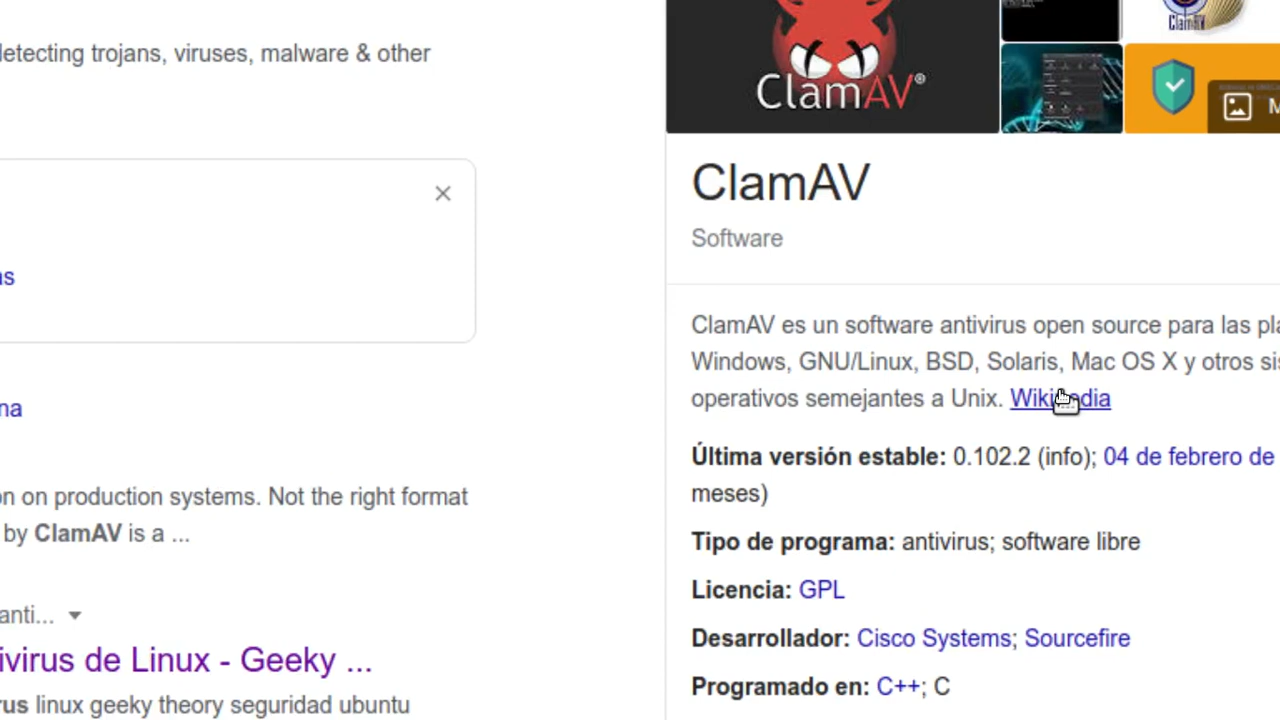 detecting trojans, viruses, malware & other
ns
na
on on production systems. Not the right format
by ClamAV is a ...
anti...
ivirus de Linux - Geeky ...
rus linux geeky theory seguridad ubuntu
ClamAV®
ClamAV
M
ClamAV
Software
ClamAV es un software antivirus open source para las pla
Windows, GNU/Linux, BSD, Solaris, Mac OS X y otros sis
operativos semejantes a Unix. Wikipedia
Última versión estable: 0.102.2 (info); 04 de febrero de
meses)
Tipo de programa: antivirus; software libre
Licencia: GPL
Desarrollador: Cisco Systems; Sourcefire
Programado en: C++; C